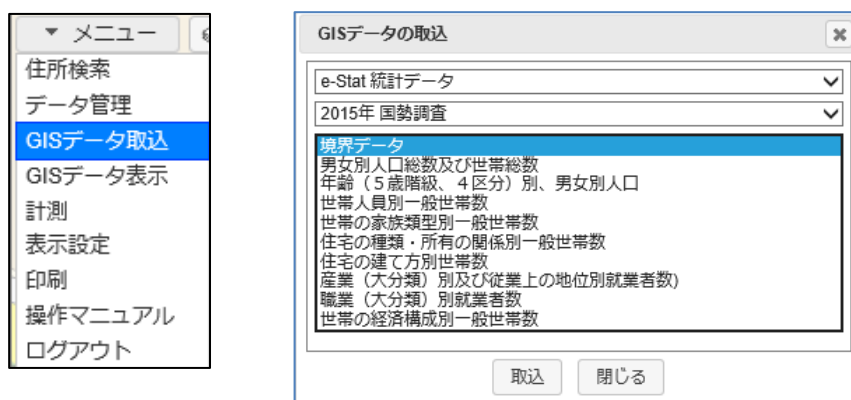 ▼ メニュー
住所検索
データ管理
GISデータ取込
GISデータ表示
計測
表示設定
印刷
操作マニュアル
ログアウト
GISデータの取込
e-Stat 統計データ
2015年 国勢調査
境界データ
男女別人口総数及び世帯総数
年齢（５歳階級、４区分）別、男女別人口
世帯人員別一般世帯数
世帯の家族類型別一般世帯数
住宅の種類・所有の関係別一般世帯数
住宅の建て方別世帯数
産業（大分類）別及び従業上の地位別就業者数)
職業（大分類）別就業者数
世帯の経済構成別一般世帯数
取込
閉じる